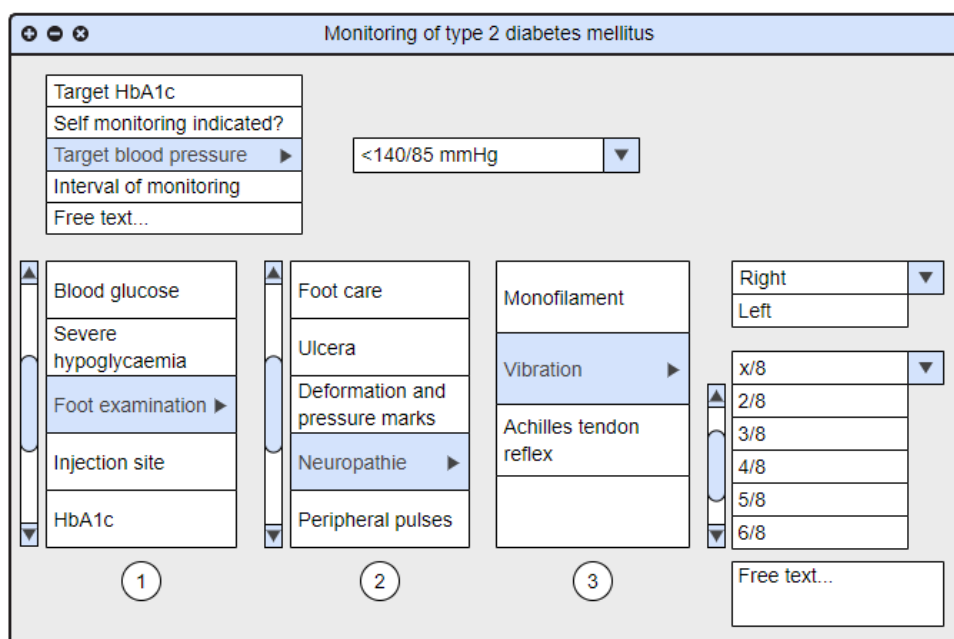 Monitoring of type 2 diabetes mellitus
Target HbA1c
Self monitoring indicated?
Target blood pressure
Interval of monitoring
Free text...
<140/85 mmHg
Blood glucose
Severe
hypoglycaemia
Foot examination
Injection site
HbA1c
1
Foot care
Ulcera
Deformation and
pressure marks
Neuropathie
Peripheral pulses
2
Monofilament
Vibration
Achilles tendon
reflex
3
Right
Left
x/8
2/8
3/8
4/8
5/8
6/8
Free text...